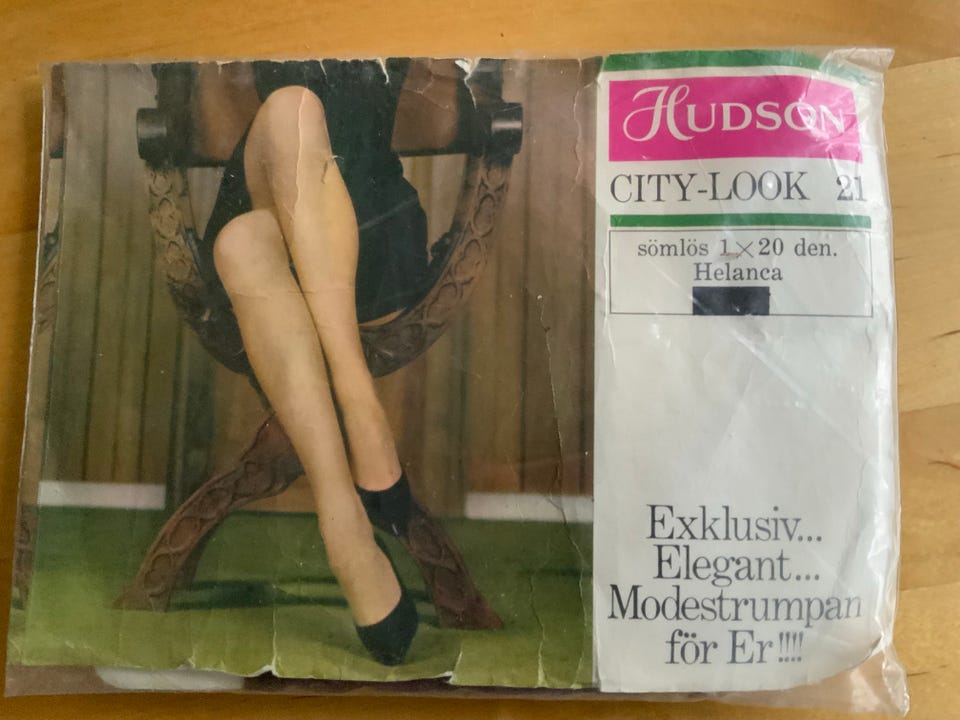 HUDSON
CITY-LOOK 21
sömlös 1×20 den.
Helanca
Exklusiv...
Elegant...
Modestrumpan
för Er!!!!